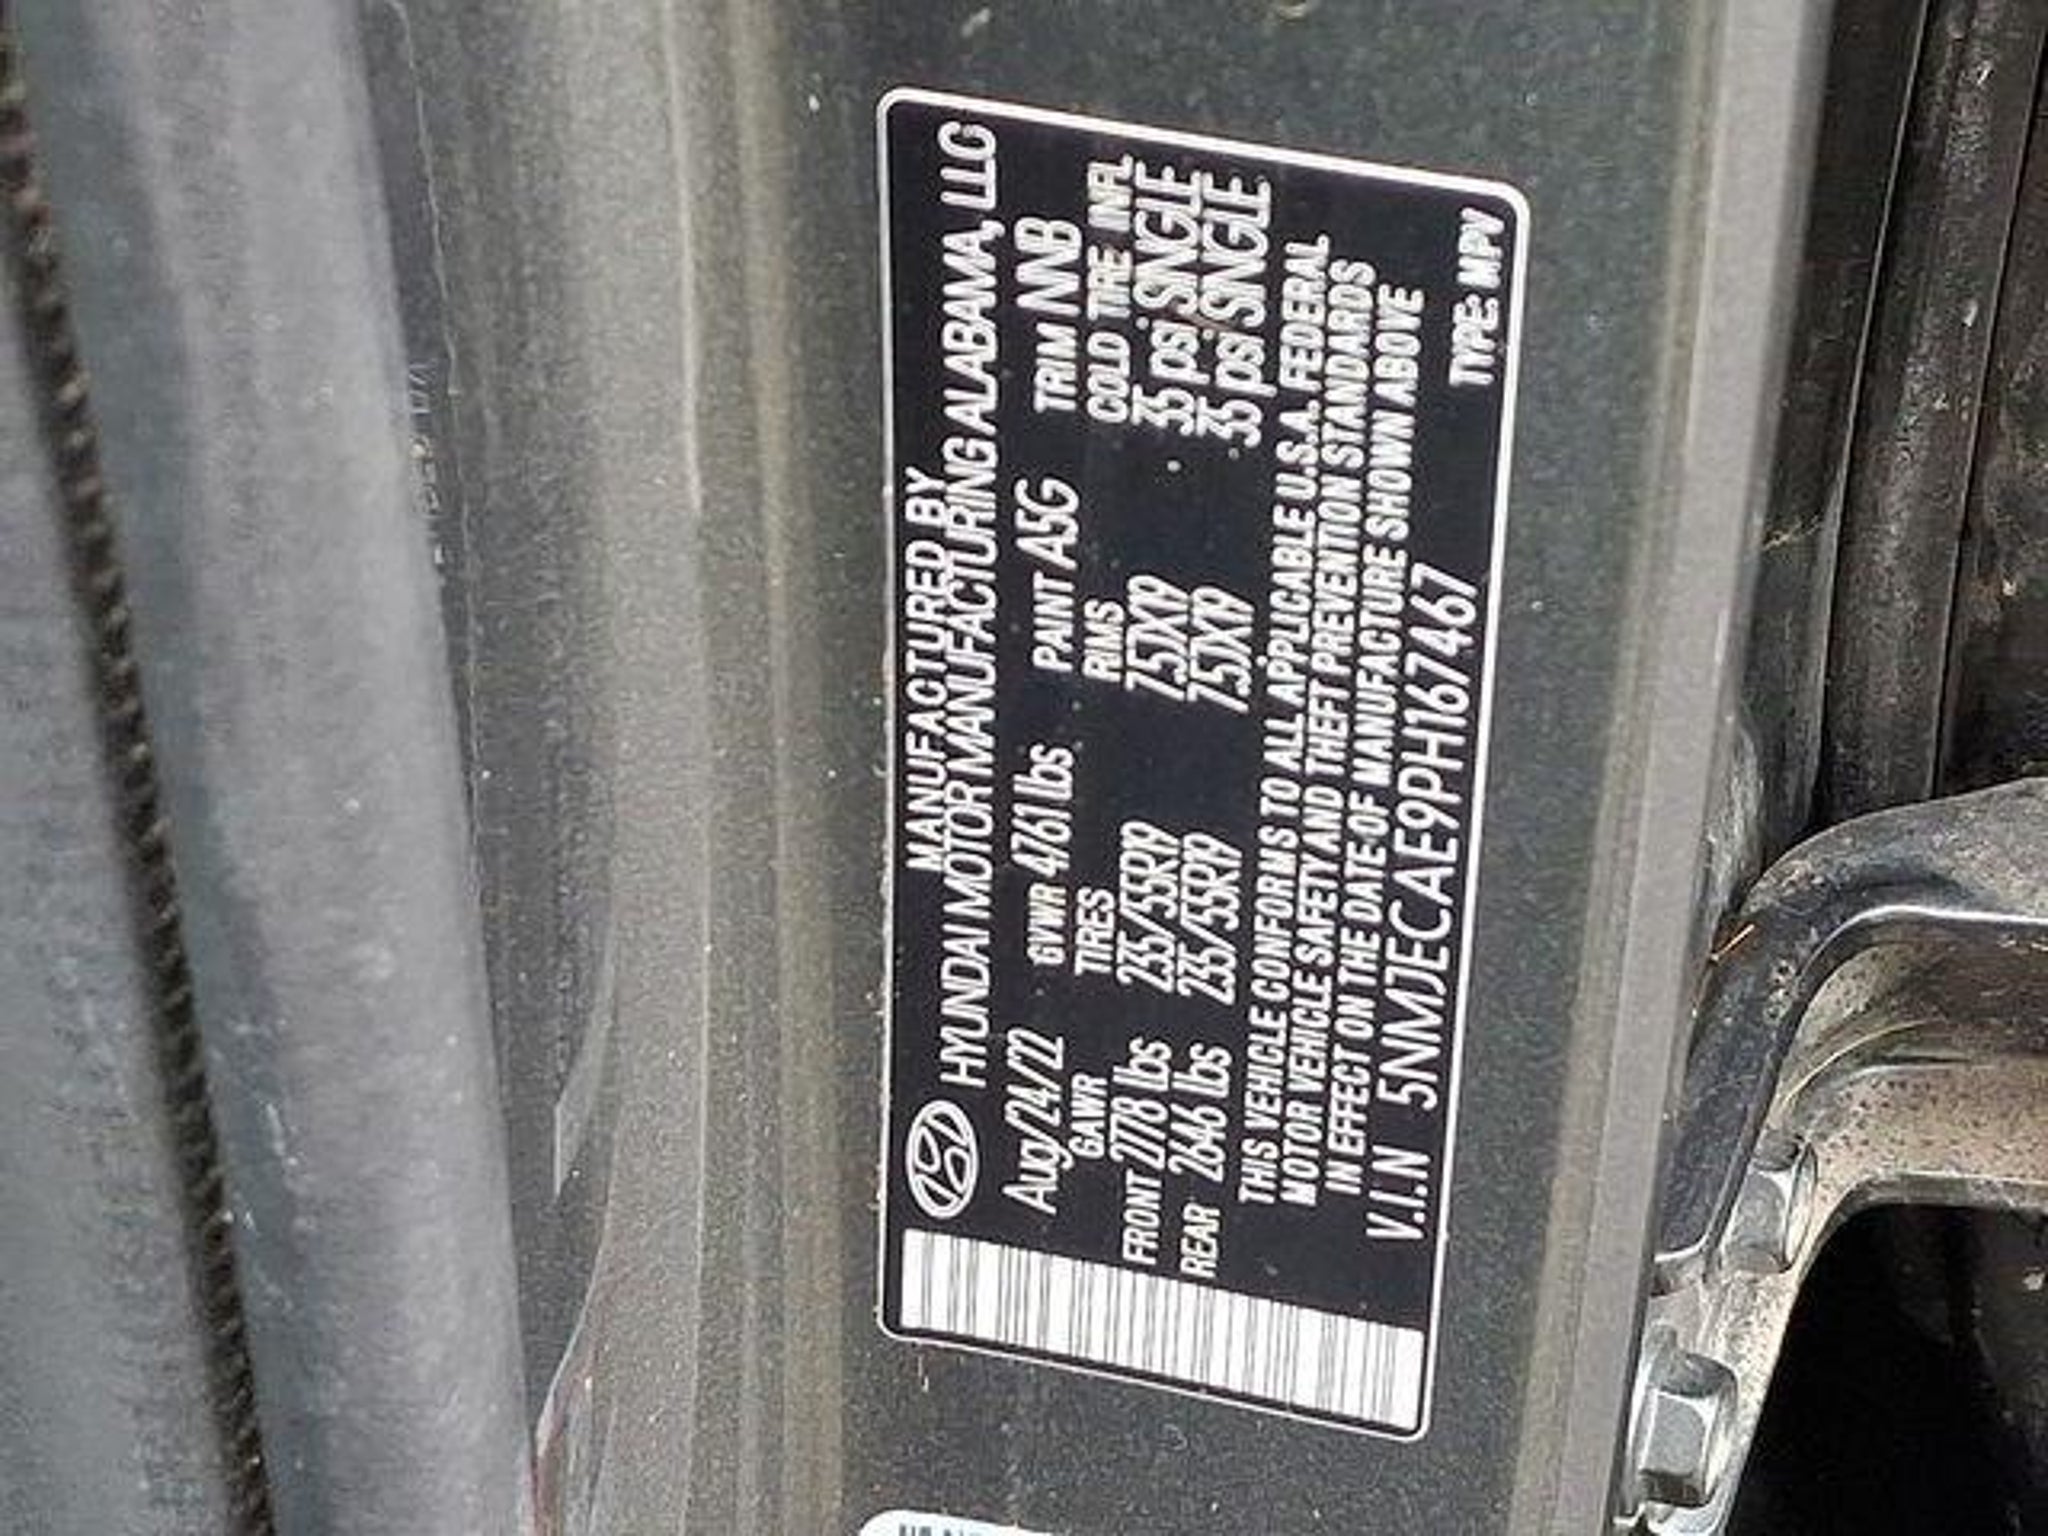 MANUFACTURED BY
HYUNDAI MOTOR MANUFACTURING ALABAMA, LLC
Aug/24/22 GVWR 4761 lbs PAINT A5G TRIM NNB
GAWR TIRES RIMS COLD TIRE INFL
FRONT 2778 lbs 235/55R19 7.5JX19 35 psi SINGLE
REAR 2646 lbs 235/55R19 7.5JX19 35 psi SINGLE
THIS VEHICLE CONFORMS TO ALL APPLICABLE U.S.A. FEDERAL
MOTOR VEHICLE SAFETY AND THEFT PREVENTION STANDARDS
IN EFFECT ON THE DATE OF MANUFACTURE SHOWN ABOVE
V.I.N 5NMJECAE9PH167467 TYPE: MPV